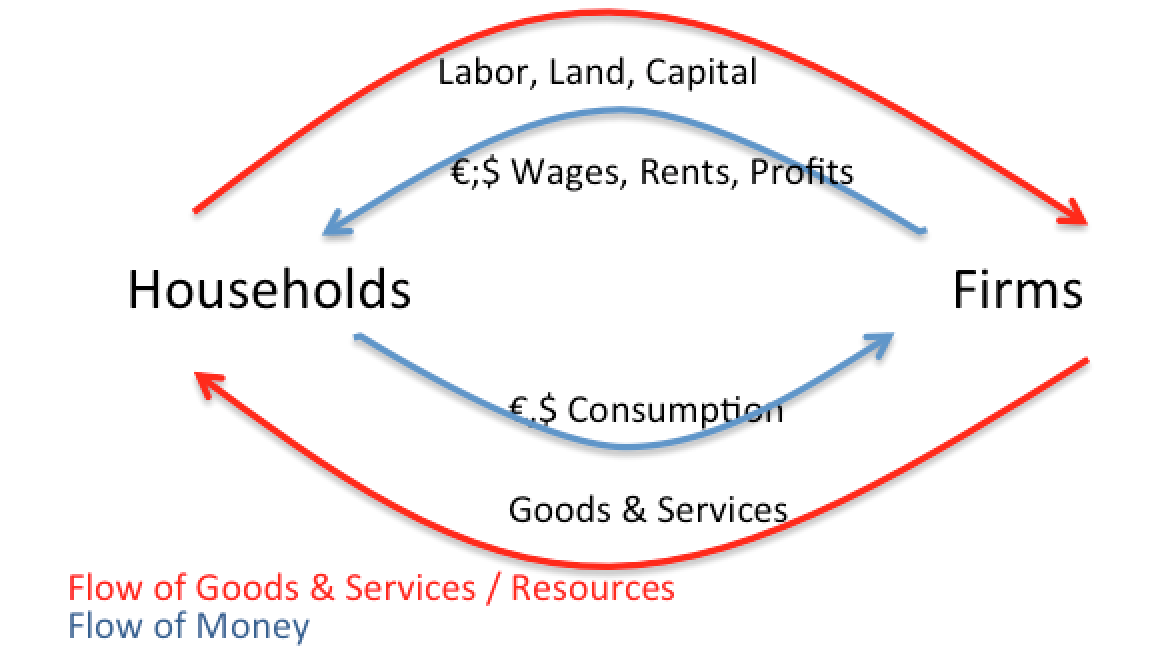 Labor, Land, Capital
€;$ Wages, Rents, Profits
Households
Firms
€.$ Consumption
Goods & Services
Flow of Goods & Services / Resources
Flow of Money